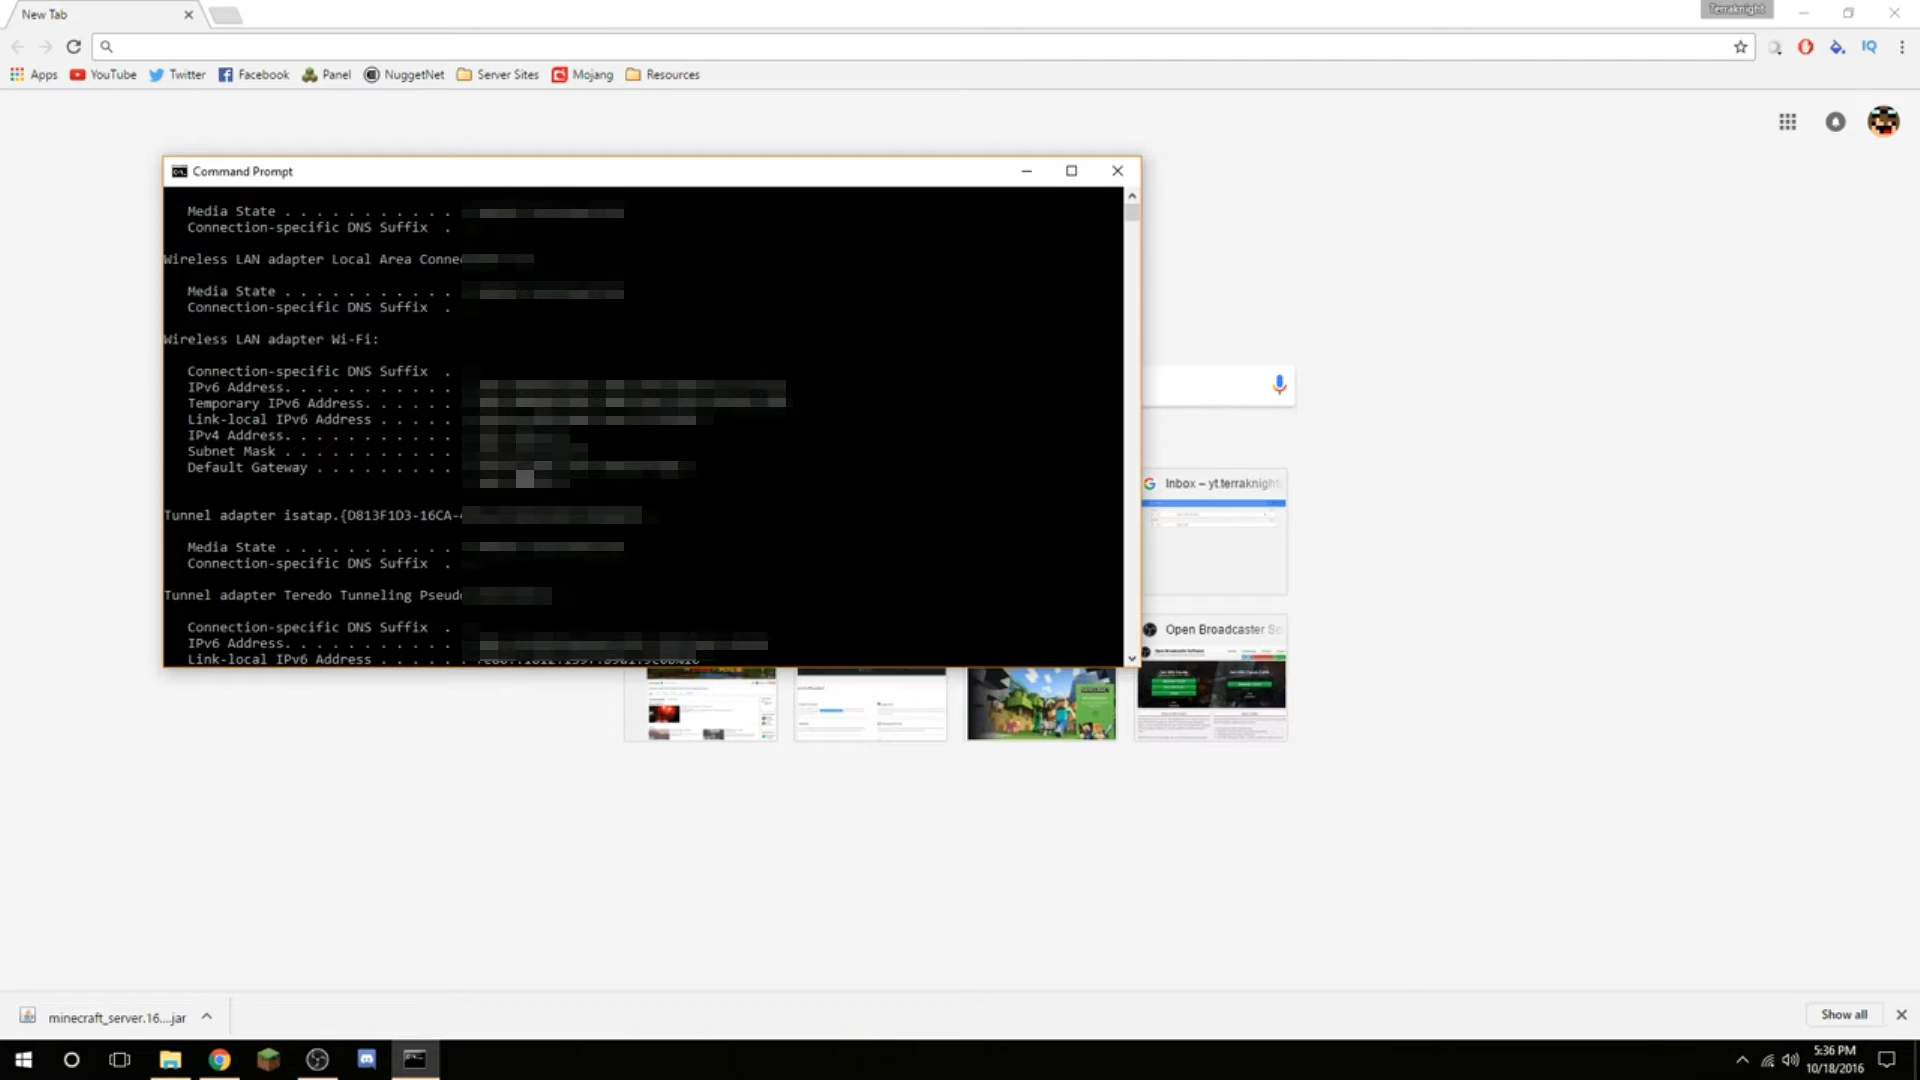 New Tab
Terraknight
Apps YouTube Twitter Facebook Panel NuggetNet Server Sites Mojang Resources
Command Prompt
Media State . . . . . . . . . . .
Connection-specific DNS Suffix  .
Wireless LAN adapter Local Area Conne
Media State . . . . . . . . . . .
Connection-specific DNS Suffix  .
Wireless LAN adapter Wi-Fi:
Connection-specific DNS Suffix  .
IPv6 Address. . . . . . . . . . .
Temporary IPv6 Address. . . . . .
Link-local IPv6 Address . . . . .
IPv4 Address. . . . . . . . . . .
Subnet Mask . . . . . . . . . . .
Default Gateway . . . . . . . . .
Tunnel adapter isatap.{D813F1D3-16CA-
Media State . . . . . . . . . . .
Connection-specific DNS Suffix  .
Tunnel adapter Teredo Tunneling Pseud
Connection-specific DNS Suffix  .
IPv6 Address. . . . . . . . . . .
Link-local IPv6 Address . . . . . .
Inbox – yt.terraknight
Open Broadcaster So
minecraft_server.16....jar
Show all
5:36 PM
10/18/2016